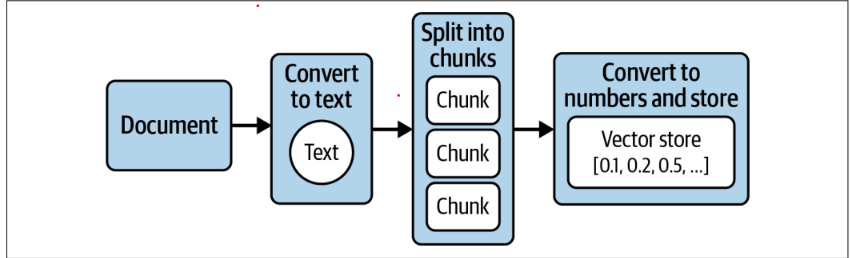 Document
Convert
to text
Text
Split into
chunks
Chunk
Chunk
Chunk
Convert to
numbers and store
Vector store
[0.1, 0.2, 0.5, ...]